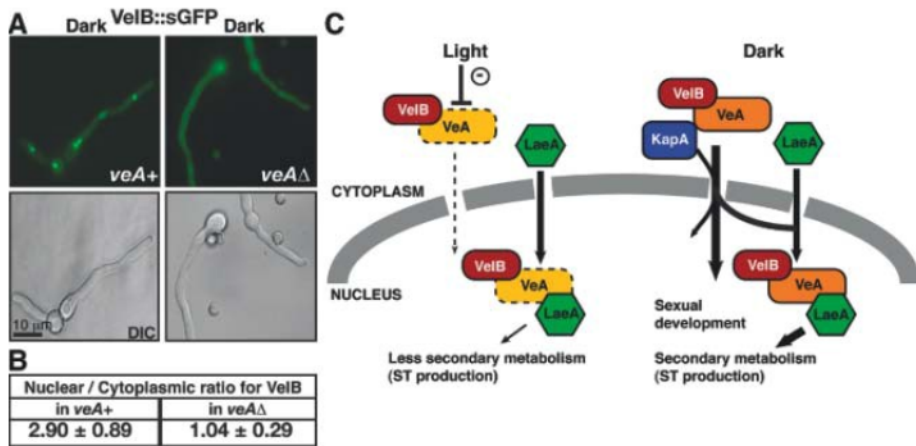 A VelB::sGFP
Dark Dark
veA+ veAΔ
10 µm
DIC
B
Nuclear / Cytoplasmic ratio for VelB
in veA+ in veAΔ
2.90 ± 0.89 1.04 ± 0.29
C
Light Dark
-
VelB
VeA
LaeA
VelB
VeA
KapA
LaeA
CYTOPLASM
NUCLEUS
VelB
VeA
LaeA
Less secondary metabolism
(ST production)
VelB
VeA
LaeA
Sexual
development
Secondary metabolism
(ST production)